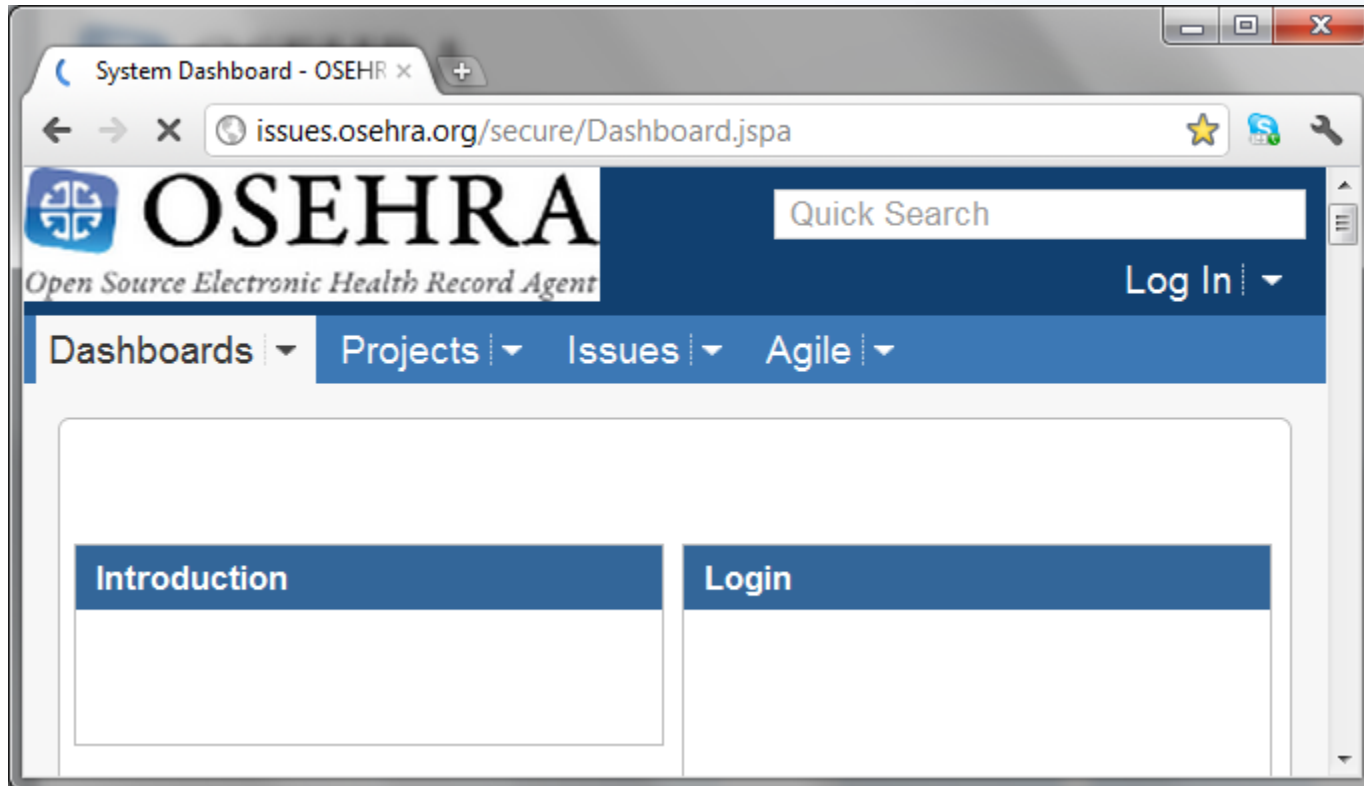 System Dashboard - OSEHR
issues.osehra.org/secure/Dashboard.jspa
OSEHRA
Open Source Electronic Health Record Agent
Quick Search
Log In
Dashboards Projects Issues Agile
Introduction
Login